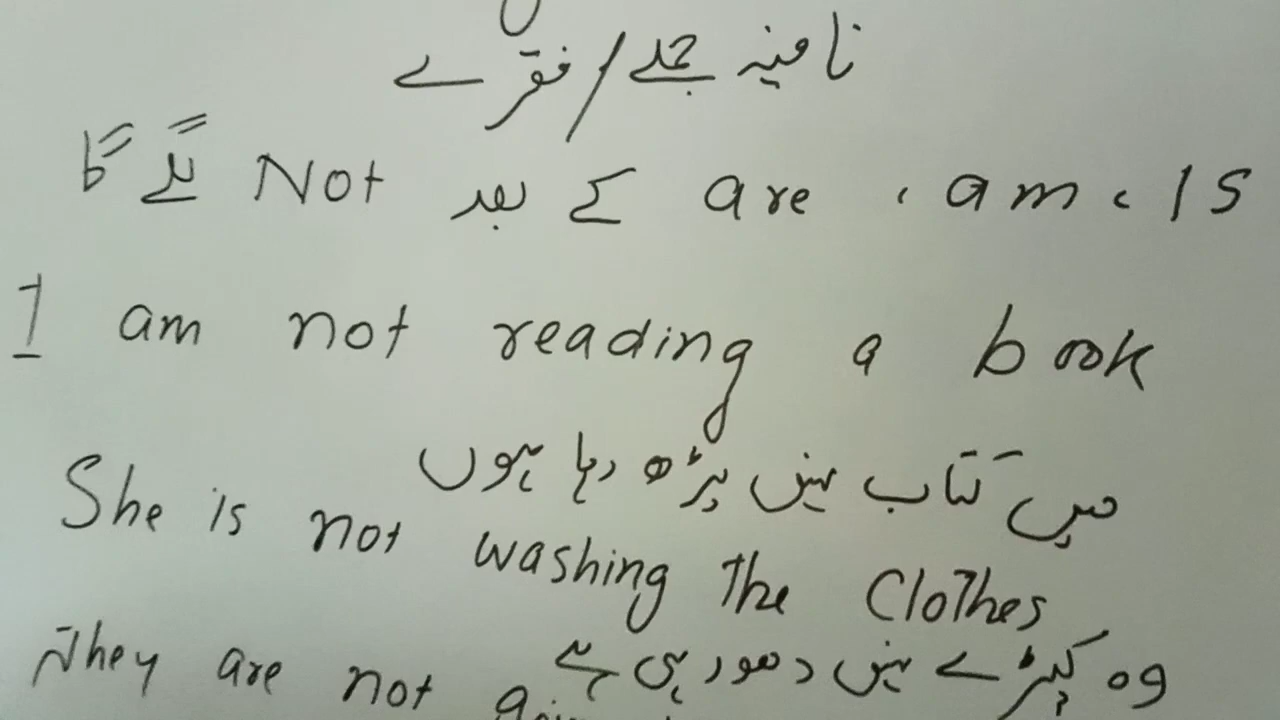 نافیہ جملے / فقرے
Is ، am ، are کے بعد Not لگے گا
I am not reading a book
میں کتاب نہیں پڑھ رہا ہوں
She is not washing the Clothes
وہ کپڑے نہیں دھو رہی ہے
They are not